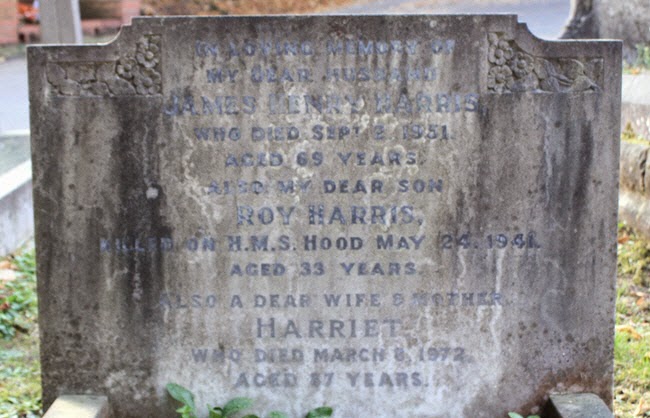 IN LOVING MEMORY OF
MY DEAR HUSBAND
JAMES HENRY HARRIS,
WHO DIED SEPT. 2, 1951.
AGED 69 YEARS.
ALSO MY DEAR SON
ROY HARRIS,
KILLED ON H.M.S. HOOD MAY 24, 1941.
AGED 33 YEARS.
ALSO A DEAR WIFE & MOTHER
HARRIET
WHO DIED MARCH 8, 1972
AGED 87 YEARS.